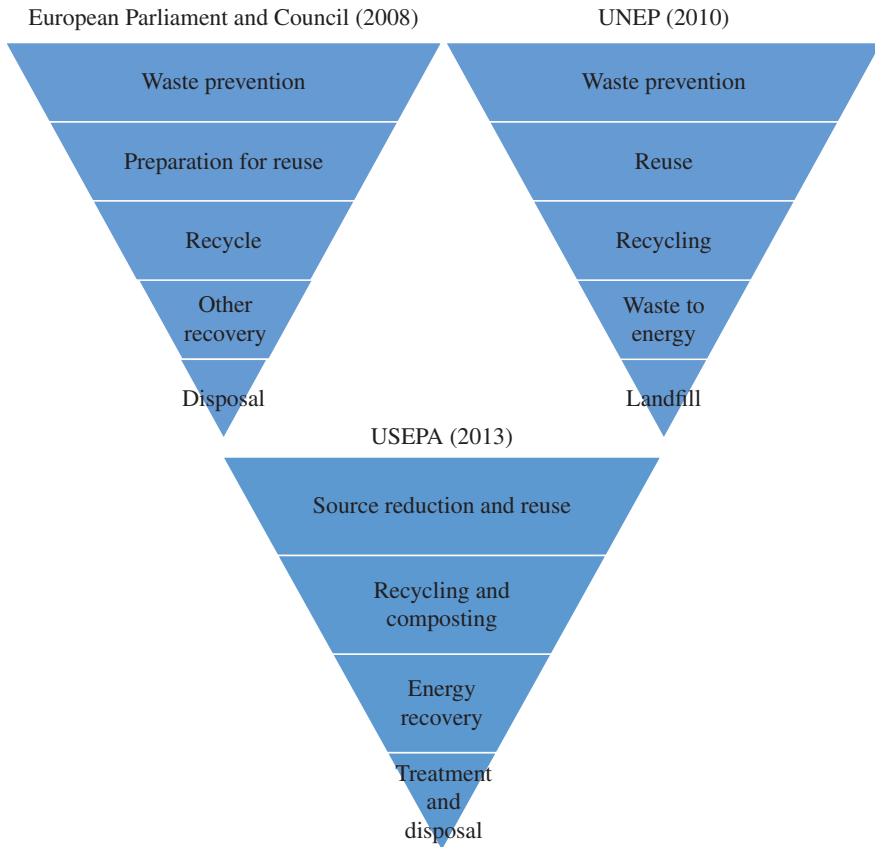 European Parliament and Council (2008)
Waste prevention
Preparation for reuse
Recycle
Other
recovery
Disposal
UNEP (2010)
Waste prevention
Reuse
Recycling
Waste to
energy
Landfill
USEPA (2013)
Source reduction and reuse
Recycling and
composting
Energy
recovery
Treatment
and
disposal